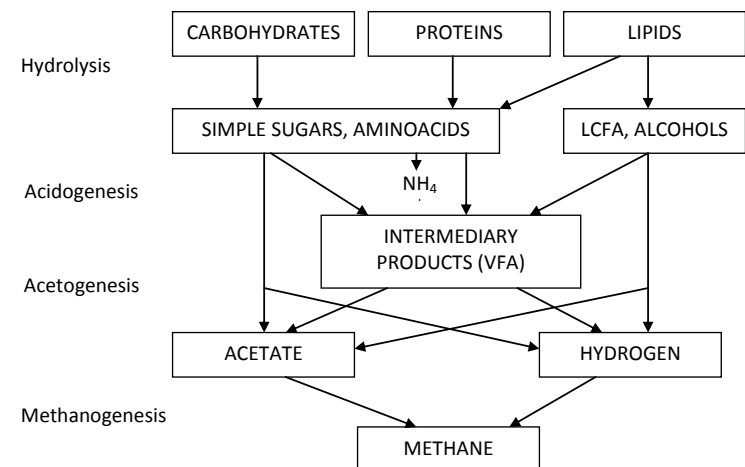 CARBOHYDRATES
PROTEINS
LIPIDS
Hydrolysis
SIMPLE SUGARS, AMINOACIDS
LCFA, ALCOHOLS
NH₄
Acidogenesis
INTERMEDIARY
PRODUCTS (VFA)
Acetogenesis
ACETATE
HYDROGEN
Methanogenesis
METHANE